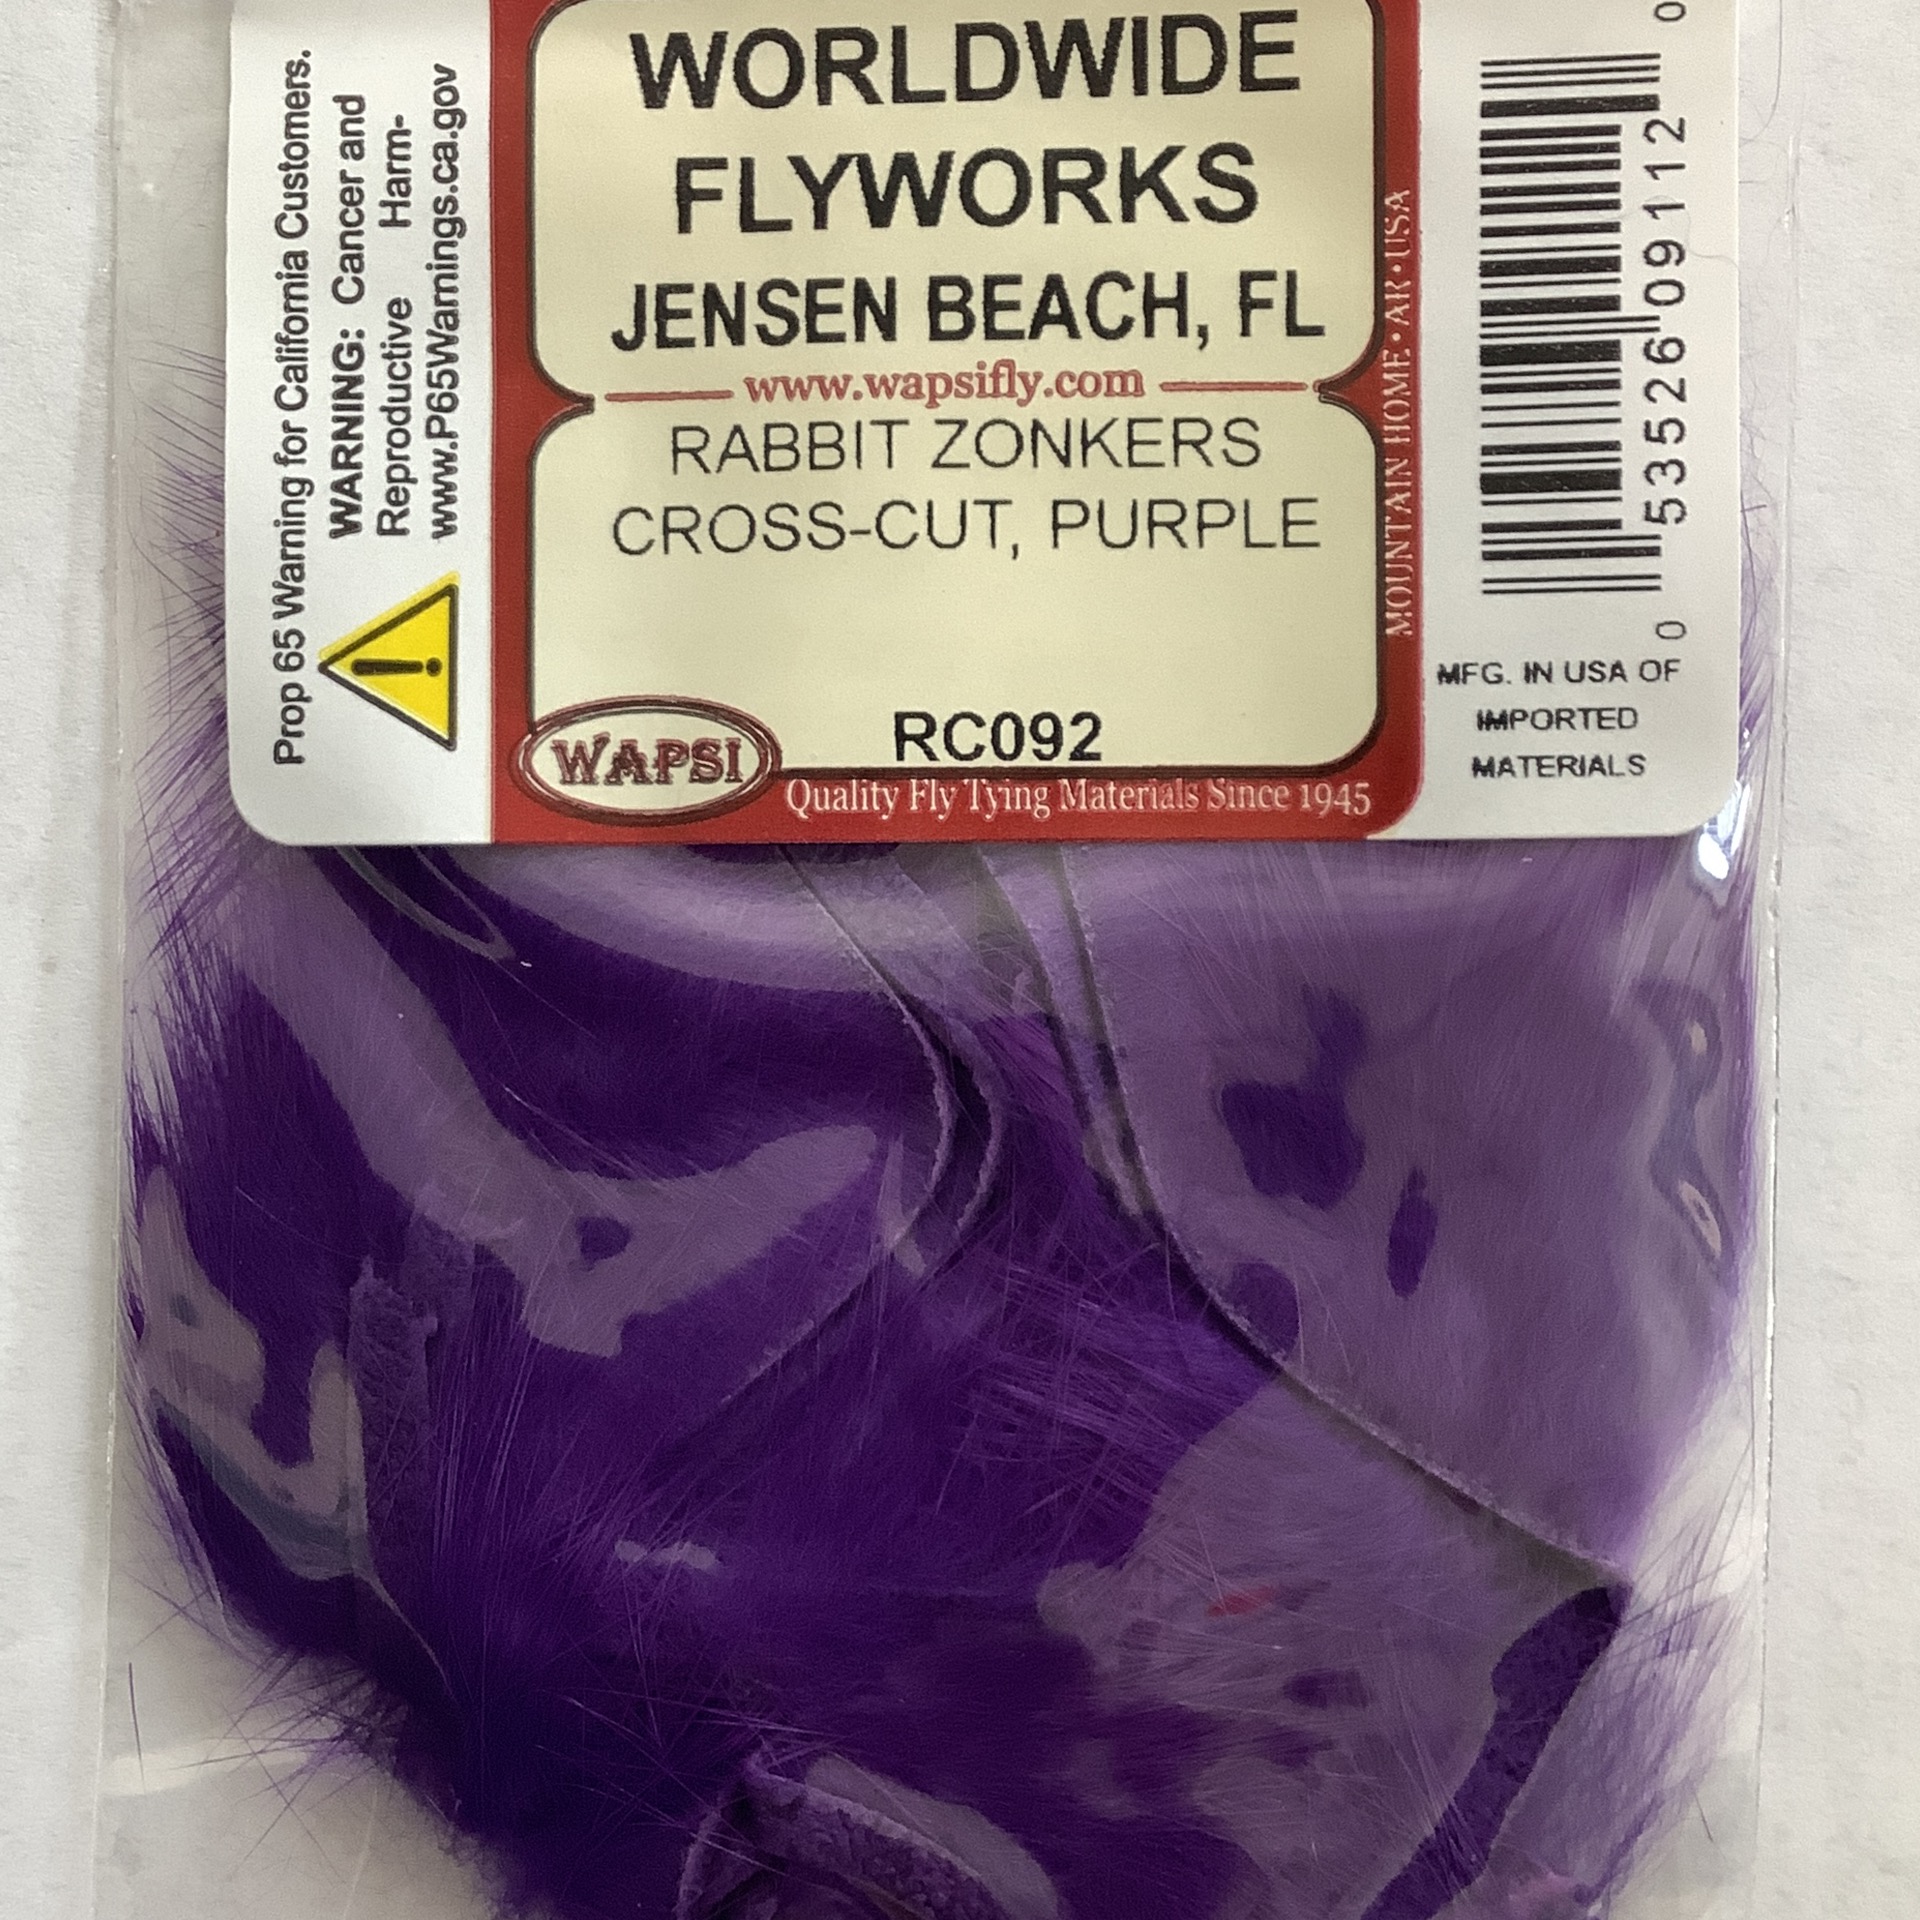 WORLDWIDE
FLYWORKS
JENSEN BEACH, FL
www.wapsifly.com
RABBIT ZONKERS
CROSS-CUT, PURPLE
RC092
WAPSI
Quality Fly Tying Materials Since 1945
MOUNTAIN HOME • AR • USA
Prop 65 Warning for California Customers.
WARNING: Cancer and
Reproductive Harm-
www.P65Warnings.ca.gov
0 53526 09112 0
MFG. IN USA OF
IMPORTED
MATERIALS